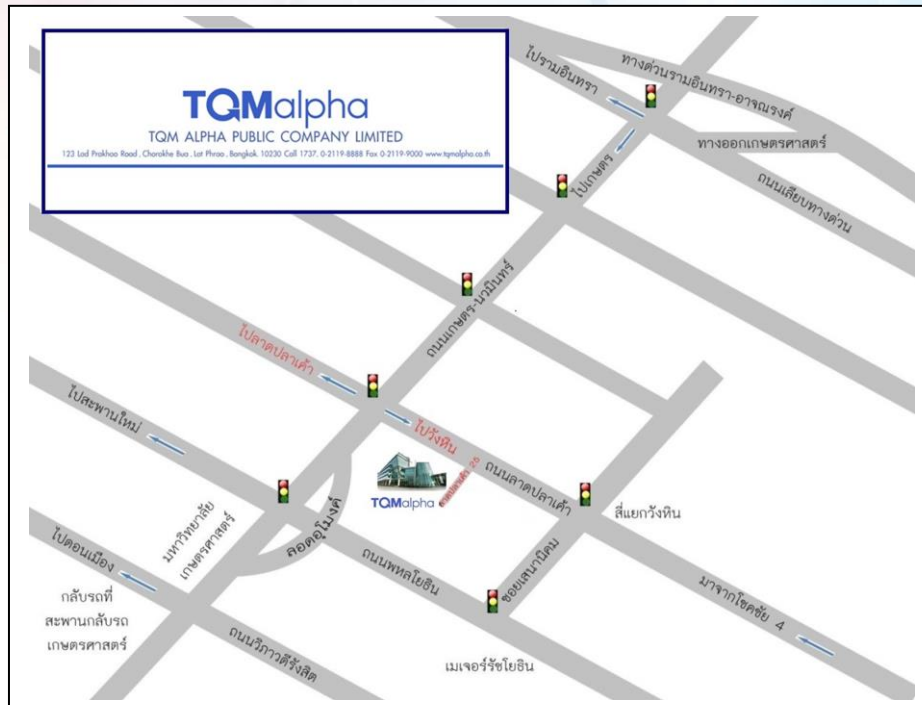 TQMalpha
TQM ALPHA PUBLIC COMPANY LIMITED
123 Lad Prakhao Road , Chorakhe Bua , Lat Phrao , Bangkok. 10230 Call 1737, 0-2119-8888 Fax 0-2119-9000 www.tqmalpha.co.th
ไปรามอินทรา
ทางด่วนรามอินทรา-อาจณรงค์
ทางออกเกษตรศาสตร์
ไปเกษตร
ถนนเลียบทางด่วน
ถนนเกษตร-นวมินทร์
ไปลาดปลาเค้า
ไปวังหิน
ไปสะพานใหม่
TQMalpha
ลาดปลาเค้า 25
ถนนลาดปลาเค้า
สี่แยกวังหิน
มหาวิทยาลัย
เกษตรศาสตร์
ลอดอุโมงค์
ไปดอนเมือง
ถนนพหลโยธิน
ซอยเสนานิคม
มาจากโชคชัย 4
กลับรถที่
สะพานกลับรถ
เกษตรศาสตร์
ถนนวิภาวดีรังสิต
เมเจอร์รัชโยธิน